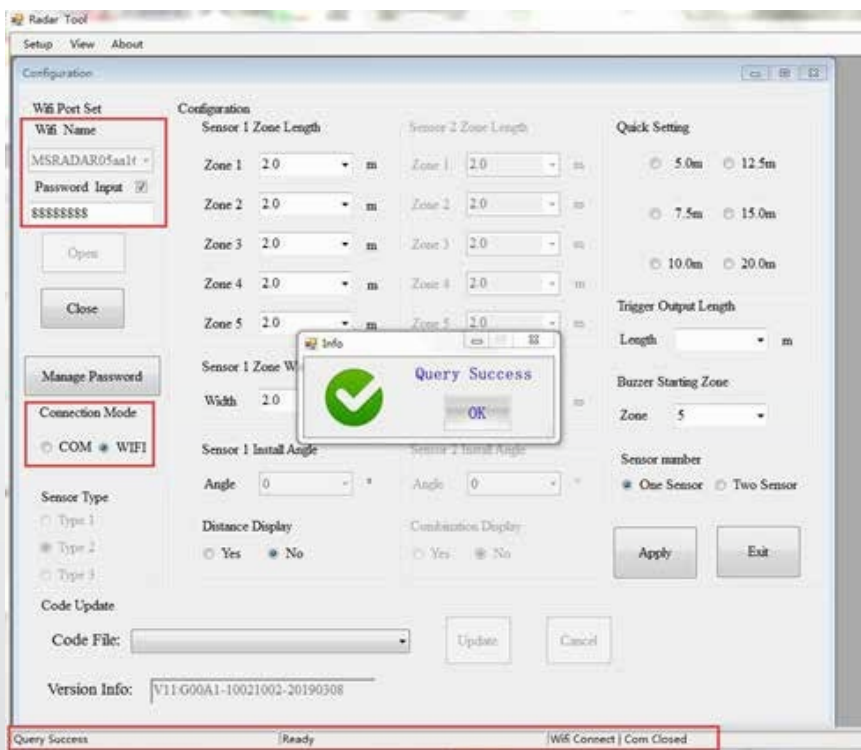 Radar Tool
Setup View About
Configuration
Wifi Port Set
Wifi Name
MSRADAR05aa1t
Password Input
$$$$$$$$
Open
Close
Manage Password
Connection Mode
COM WIFI
Sensor Type
Type 1
Type 2
Type 3
Configuration
Sensor 1 Zone Length
Zone 1 2.0 m
Zone 2 2.0 m
Zone 3 2.0 m
Zone 4 2.0 m
Zone 5 2.0 m
Sensor 1 Zone W
Width 2.0
Sensor 1 Install Angle
Angle 0 °
Distance Display
Yes No
Sensor 2 Zone Length
Zone 1 2.0 m
Zone 2 2.0 m
Zone 3 2.0 m
Zone 4 2.0 m
Zone 5 2.0 m
m
Sensor 2 Install Angle
Angle 0 °
Combination Display
Yes No
Info
Query Success
OK
Quick Setting
5.0m 12.5m
7.5m 15.0m
10.0m 20.0m
Trigger Output Length
Length m
Buzzer Starting Zone
Zone 5
Sensor number
One Sensor Two Sensor
Apply Exit
Code Update
Code File: Update Cancel
Version Info: V11:G00A1-10021002-20190308
Query Success Ready Wifi Connect | Com Closed